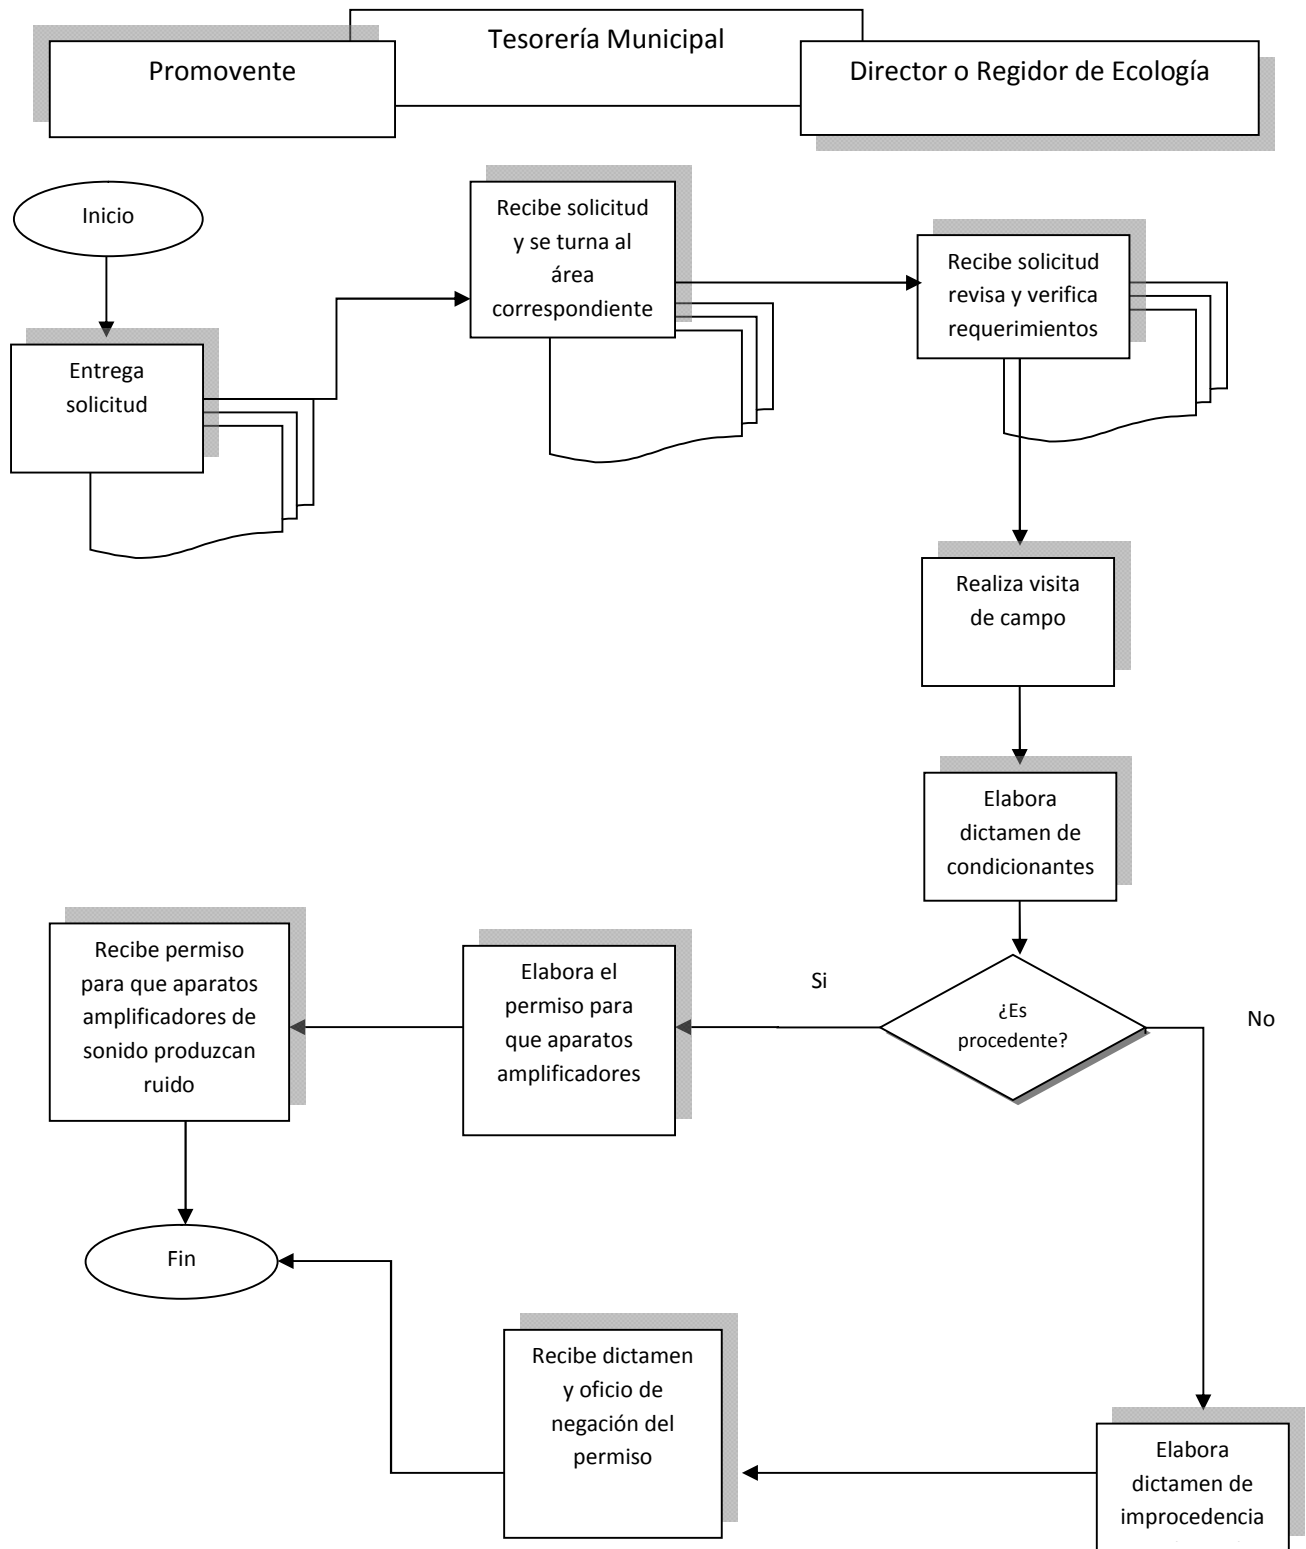 Tesorería Municipal
Promovente
Director o Regidor de Ecología
Inicio
Recibe solicitud
y se turna al
área
correspondiente
Recibe solicitud
revisa y verifica
requerimientos
Entrega
solicitud
Realiza visita
de campo
Elabora
dictamen de
condicionantes
¿Es
procedente?
Si
No
Elabora el
permiso para
que aparatos
amplificadores
Recibe permiso
para que aparatos
amplificadores de
sonido produzcan
ruido
Fin
Recibe dictamen
y oficio de
negación del
permiso
Elabora
dictamen de
improcedencia